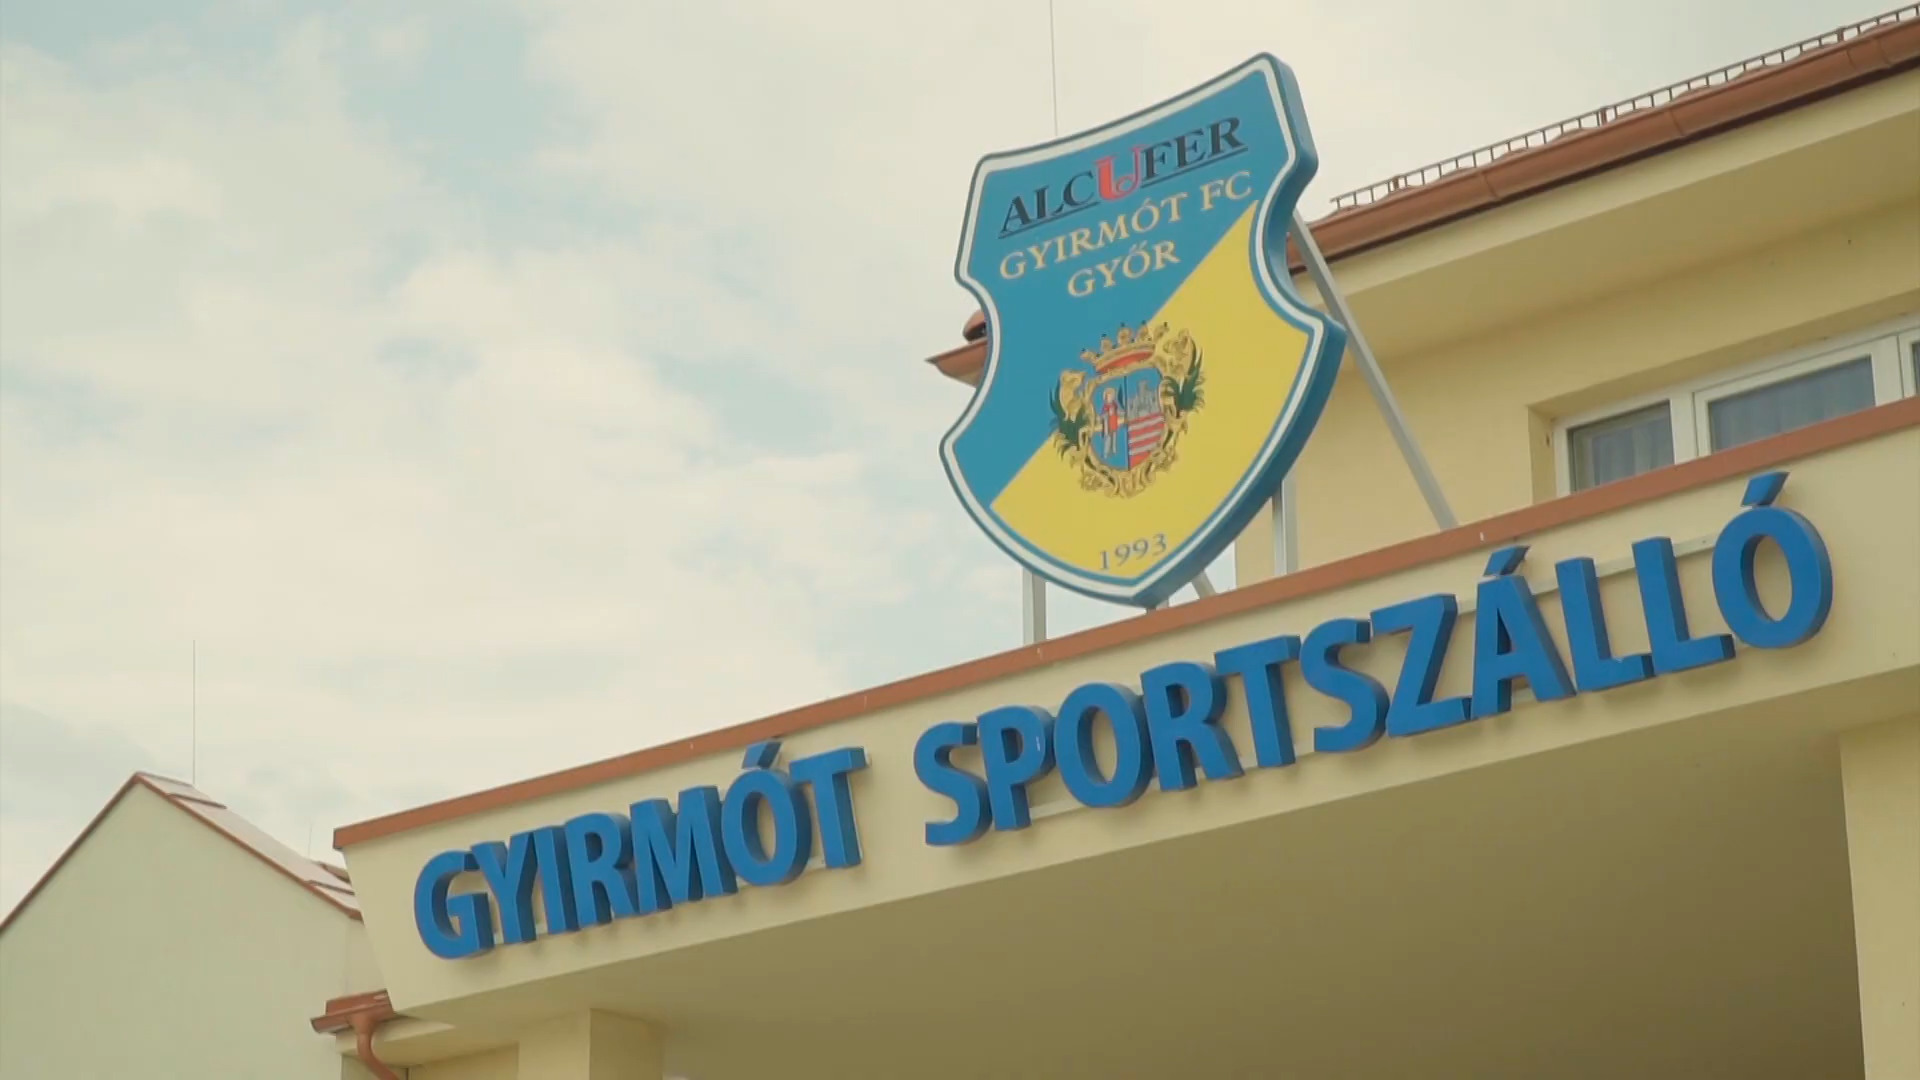 ALCUFER
GYIRMÓT FC
GYŐR
1993
GYIRMÓT SPORTSZÁLLÓ